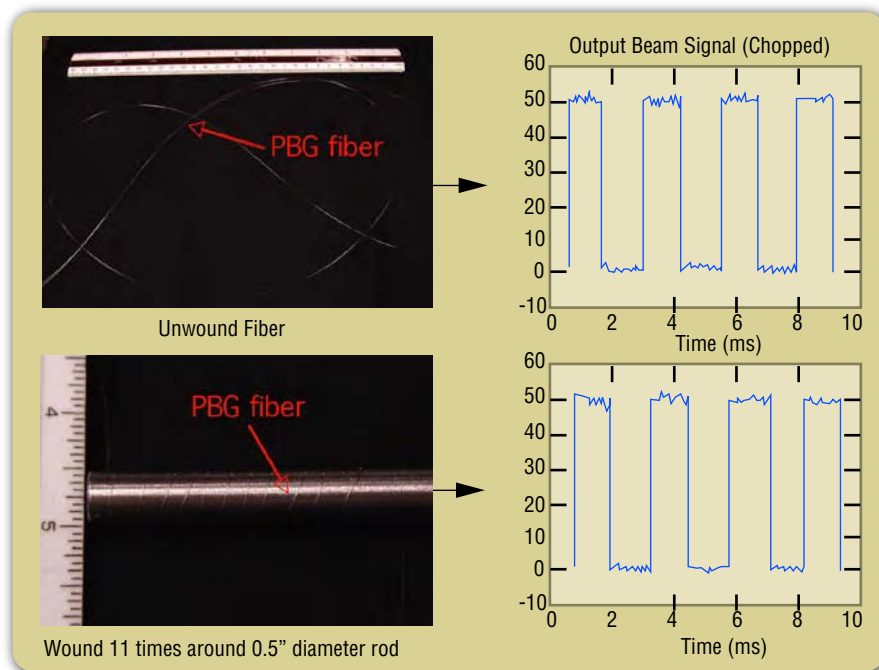 PBG fiber
Unwound Fiber
Output Beam Signal (Chopped)
60
50
40
30
20
10
0
-10
0 2 4 6 8 10
Time (ms)
4
5
PBG fiber
Wound 11 times around 0.5” diameter rod
60
50
40
30
20
10
0
-10
0 2 4 6 8 10
Time (ms)